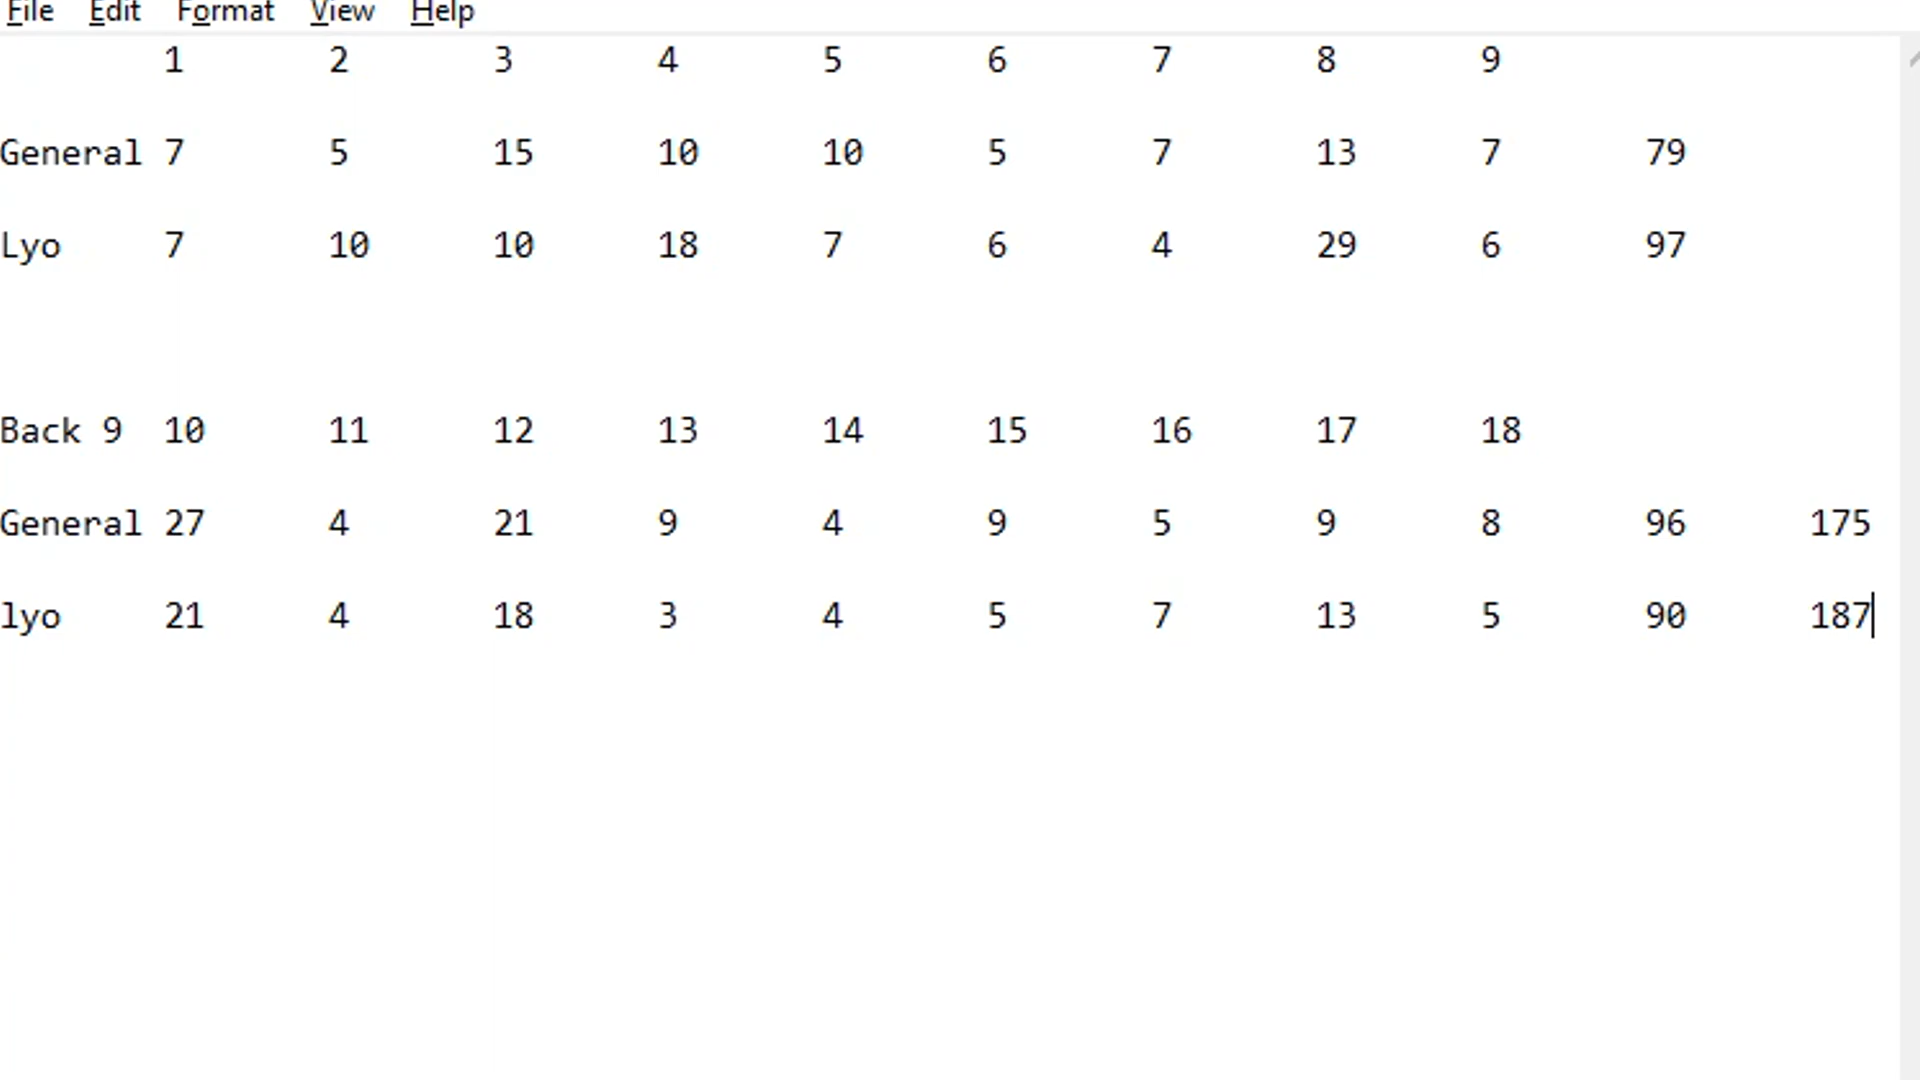 File Edit Format View Help
1 2 3 4 5 6 7 8 9
General 7 5 15 10 10 5 7 13 7 79
Lyo 7 10 10 18 7 6 4 29 6 97
Back 9 10 11 12 13 14 15 16 17 18
General 27 4 21 9 4 9 5 9 8 96 175
lyo 21 4 18 3 4 5 7 13 5 90 187